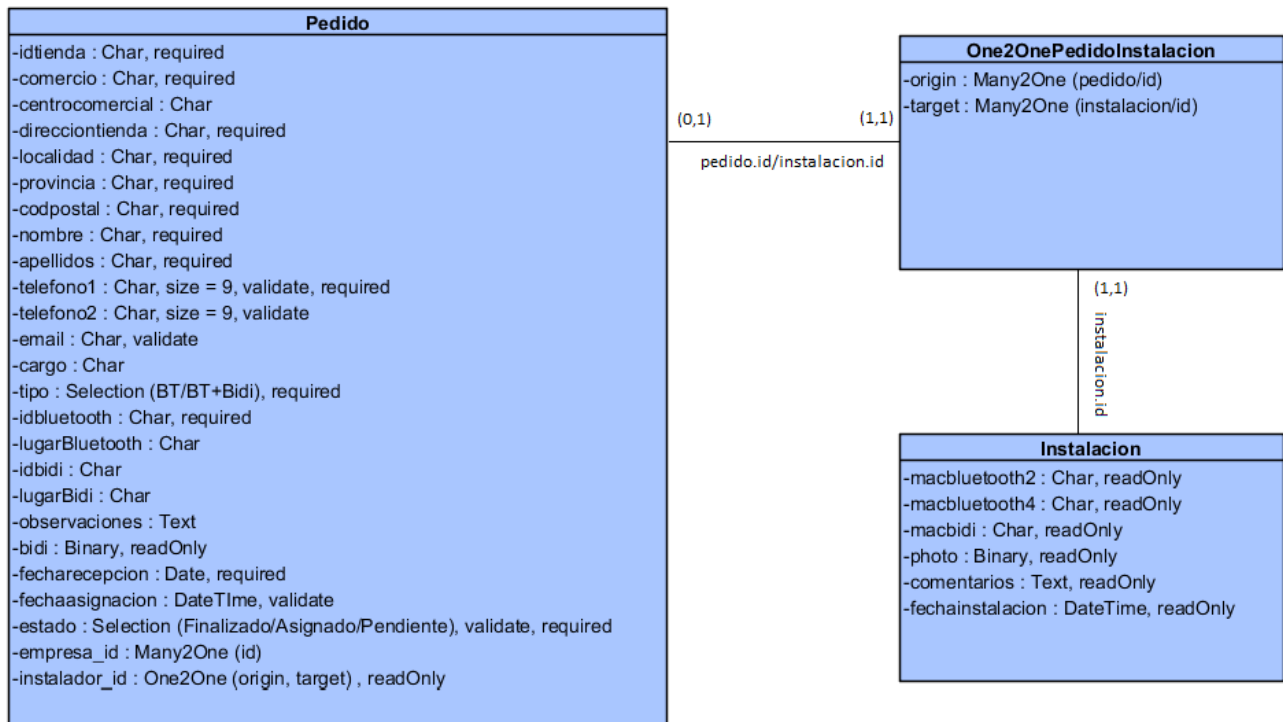 Pedido
-idtienda : Char, required
-comercio : Char, required
-centrocomercial : Char
-direcciontienda : Char, required
-localidad : Char, required
-provincia : Char, required
-codpostal : Char, required
-nombre : Char, required
-apellidos : Char, required
-telefono1 : Char, size = 9, validate, required
-telefono2 : Char, size = 9, validate
-email : Char, validate
-cargo : Char
-tipo : Selection (BT/BT+Bidi), required
-idbluetooth : Char, required
-lugarBluetooth : Char
-idbidi : Char
-lugarBidi : Char
-observaciones : Text
-bidi : Binary, readOnly
-fecharecepcion : Date, required
-fechaasignacion : DateTIme, validate
-estado : Selection (Finalizado/Asignado/Pendiente), validate, required
-empresa_id : Many2One (id)
-instalador_id : One2One (origin, target) , readOnly
(0,1)
(1,1)
pedido.id/instalacion.id
One2OnePedidoInstalacion
-origin : Many2One (pedido/id)
-target : Many2One (instalacion/id)
(1,1)
instalacion.id
Instalacion
-macbluetooth2 : Char, readOnly
-macbluetooth4 : Char, readOnly
-macbidi : Char, readOnly
-photo : Binary, readOnly
-comentarios : Text, readOnly
-fechainstalacion : DateTime, readOnly